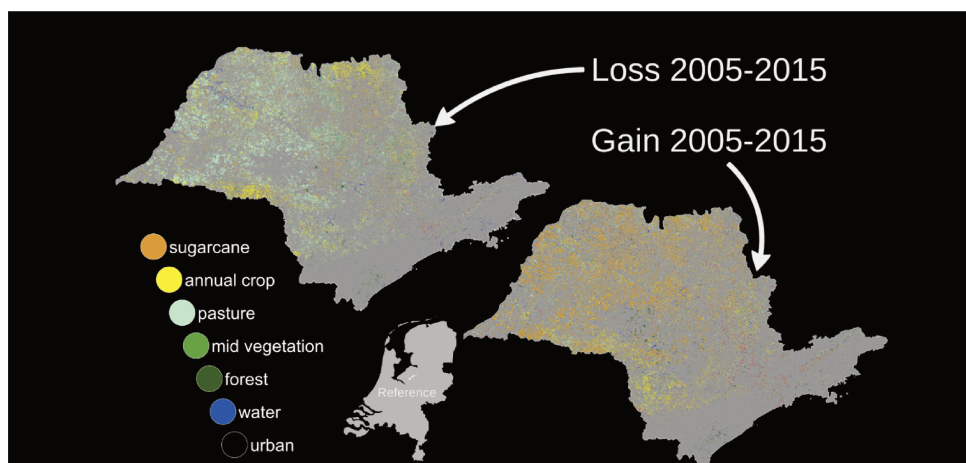 Loss 2005-2015
Gain 2005-2015
sugarcane
annual crop
pasture
mid vegetation
forest
water
urban
Reference